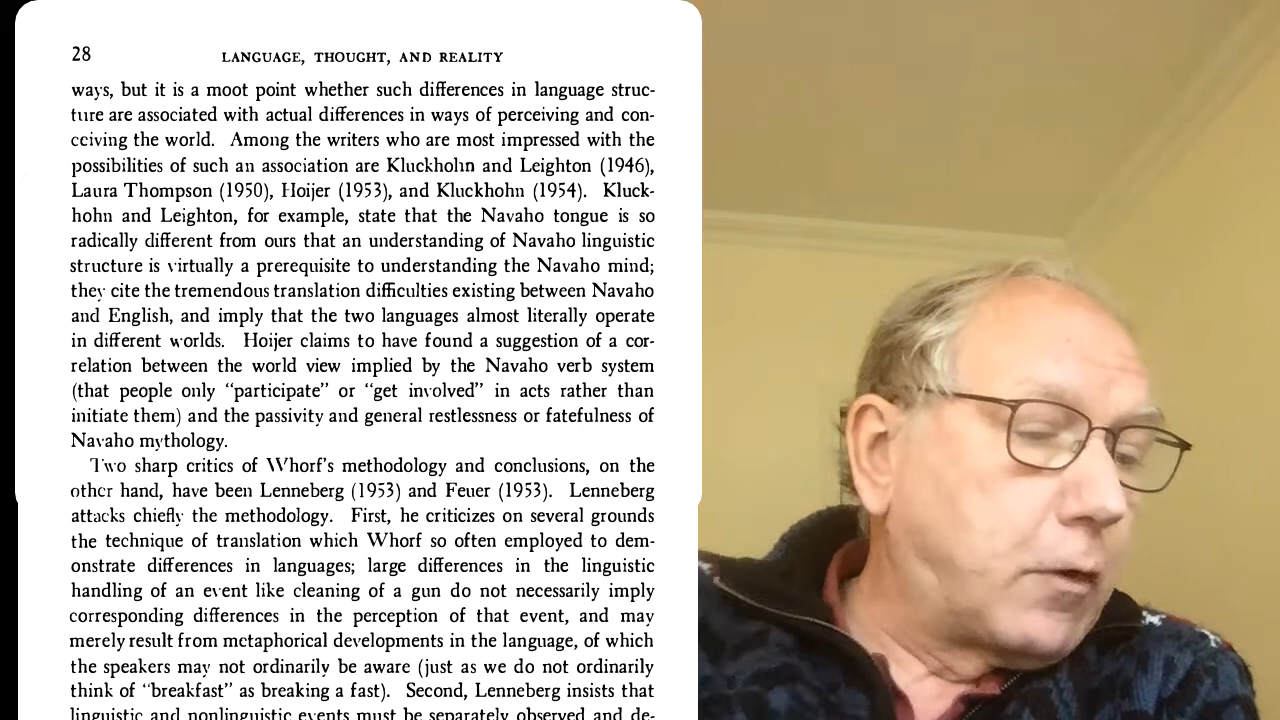 28
LANGUAGE, THOUGHT, AND REALITY
ways, but it is a moot point whether such differences in language struc-
ture are associated with actual differences in ways of perceiving and con-
ceiving the world. Among the writers who are most impressed with the
possibilities of such an association are Kluckholn and Leighton (1946),
Laura Thompson (1950), Hoijer (1953), and Kluckhohn (1954). Kluck-
hohn and Leighton, for example, state that the Navaho tongue is so
radically different from ours that an understanding of Navaho linguistic
structure is virtually a prerequisite to understanding the Navaho mind;
they cite the tremendous translation difficulties existing between Navaho
and English, and imply that the two languages almost literally operate
in different worlds. Hoijer claims to have found a suggestion of a cor-
relation between the world view implied by the Navaho verb system
(that people only “participate” or “get involved” in acts rather than
initiate them) and the passivity and general restlessness or fatefulness of
Navaho mythology.
Two sharp critics of Whorf's methodology and conclusions, on the
other hand, have been Lenneberg (1953) and Feuer (1953). Lenneberg
attacks chiefly the methodology. First, he criticizes on several grounds
the technique of translation which Whorf so often employed to dem-
onstrate differences in languages; large differences in the linguistic
handling of an event like cleaning of a gun do not necessarily imply
corresponding differences in the perception of that event, and may
merely result from metaphorical developments in the language, of which
the speakers may not ordinarily be aware (just as we do not ordinarily
think of “breakfast” as breaking a fast). Second, Lenneberg insists that
linguistic and nonlinguistic events must be separately observed and de-